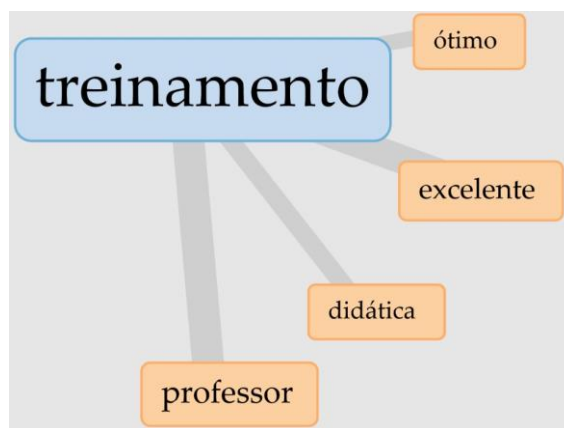 ótimo
treinamento
excelente
didática
professor